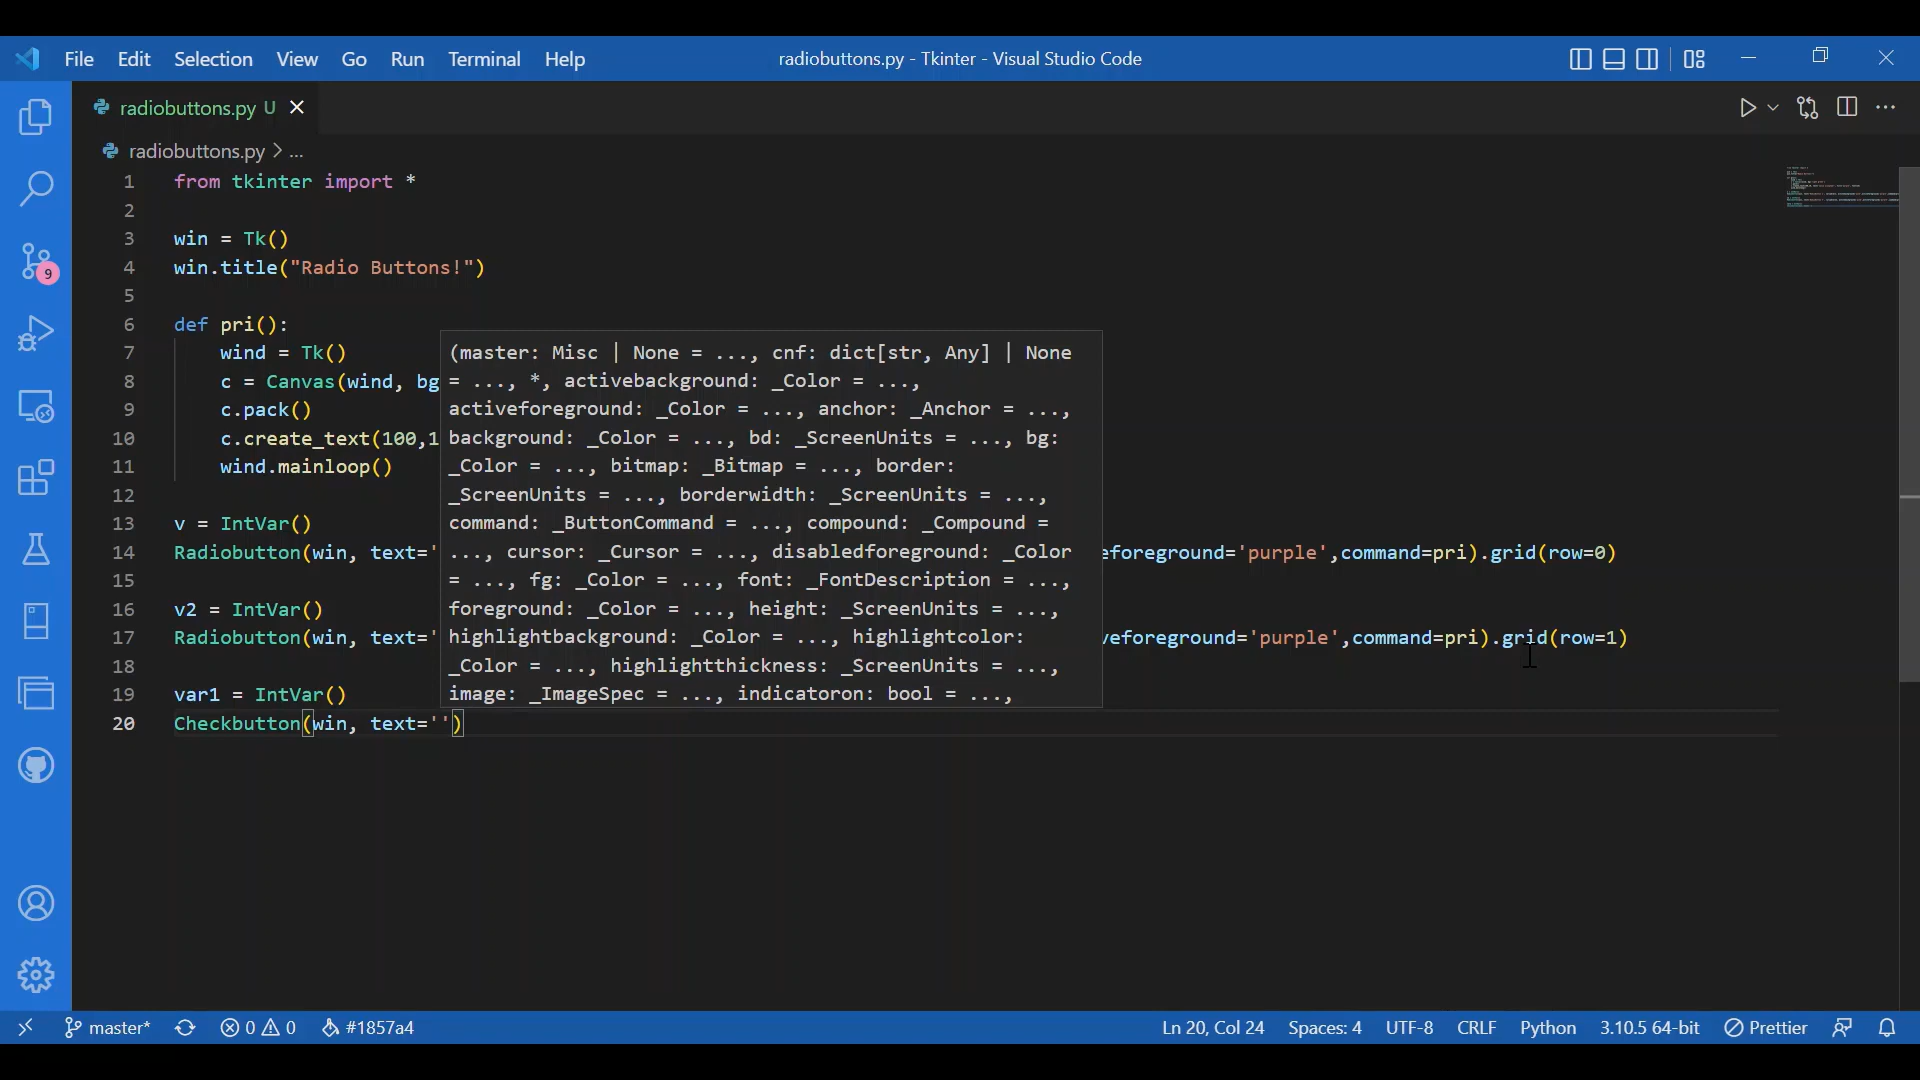 File Edit Selection View Go Run Terminal Help radiobuttons.py - Tkinter - Visual Studio Code
radiobuttons.py U
radiobuttons.py > ...
9
1 from tkinter import *
2
3 win = Tk()
4 win.title("Radio Buttons!")
5
6 def pri():
7 wind = Tk()
8 c = Canvas(wind, bg
9 c.pack()
10 c.create_text(100,1
11 wind.mainloop()
12
13 v = IntVar()
14 Radiobutton(win, text=' eforeground='purple',command=pri).grid(row=0)
15
16 v2 = IntVar()
17 Radiobutton(win, text=' veforeground='purple',command=pri).grid(row=1)
18
19 var1 = IntVar()
20 Checkbutton(win, text='')
(master: Misc | None = ..., cnf: dict[str, Any] | None
= ..., *, activebackground: _Color = ...,
activeforeground: _Color = ..., anchor: _Anchor = ...,
background: _Color = ..., bd: _ScreenUnits = ..., bg:
_Color = ..., bitmap: _Bitmap = ..., border:
_ScreenUnits = ..., borderwidth: _ScreenUnits = ...,
command: _ButtonCommand = ..., compound: _Compound =
..., cursor: _Cursor = ..., disabledforeground: _Color
= ..., fg: _Color = ..., font: _FontDescription = ...,
foreground: _Color = ..., height: _ScreenUnits = ...,
highlightbackground: _Color = ..., highlightcolor:
_Color = ..., highlightthickness: _ScreenUnits = ...,
image: _ImageSpec = ..., indicatoron: bool = ...,
master* 0 0 #1857a4 Ln 20, Col 24 Spaces: 4 UTF-8 CRLF Python 3.10.5 64-bit Prettier